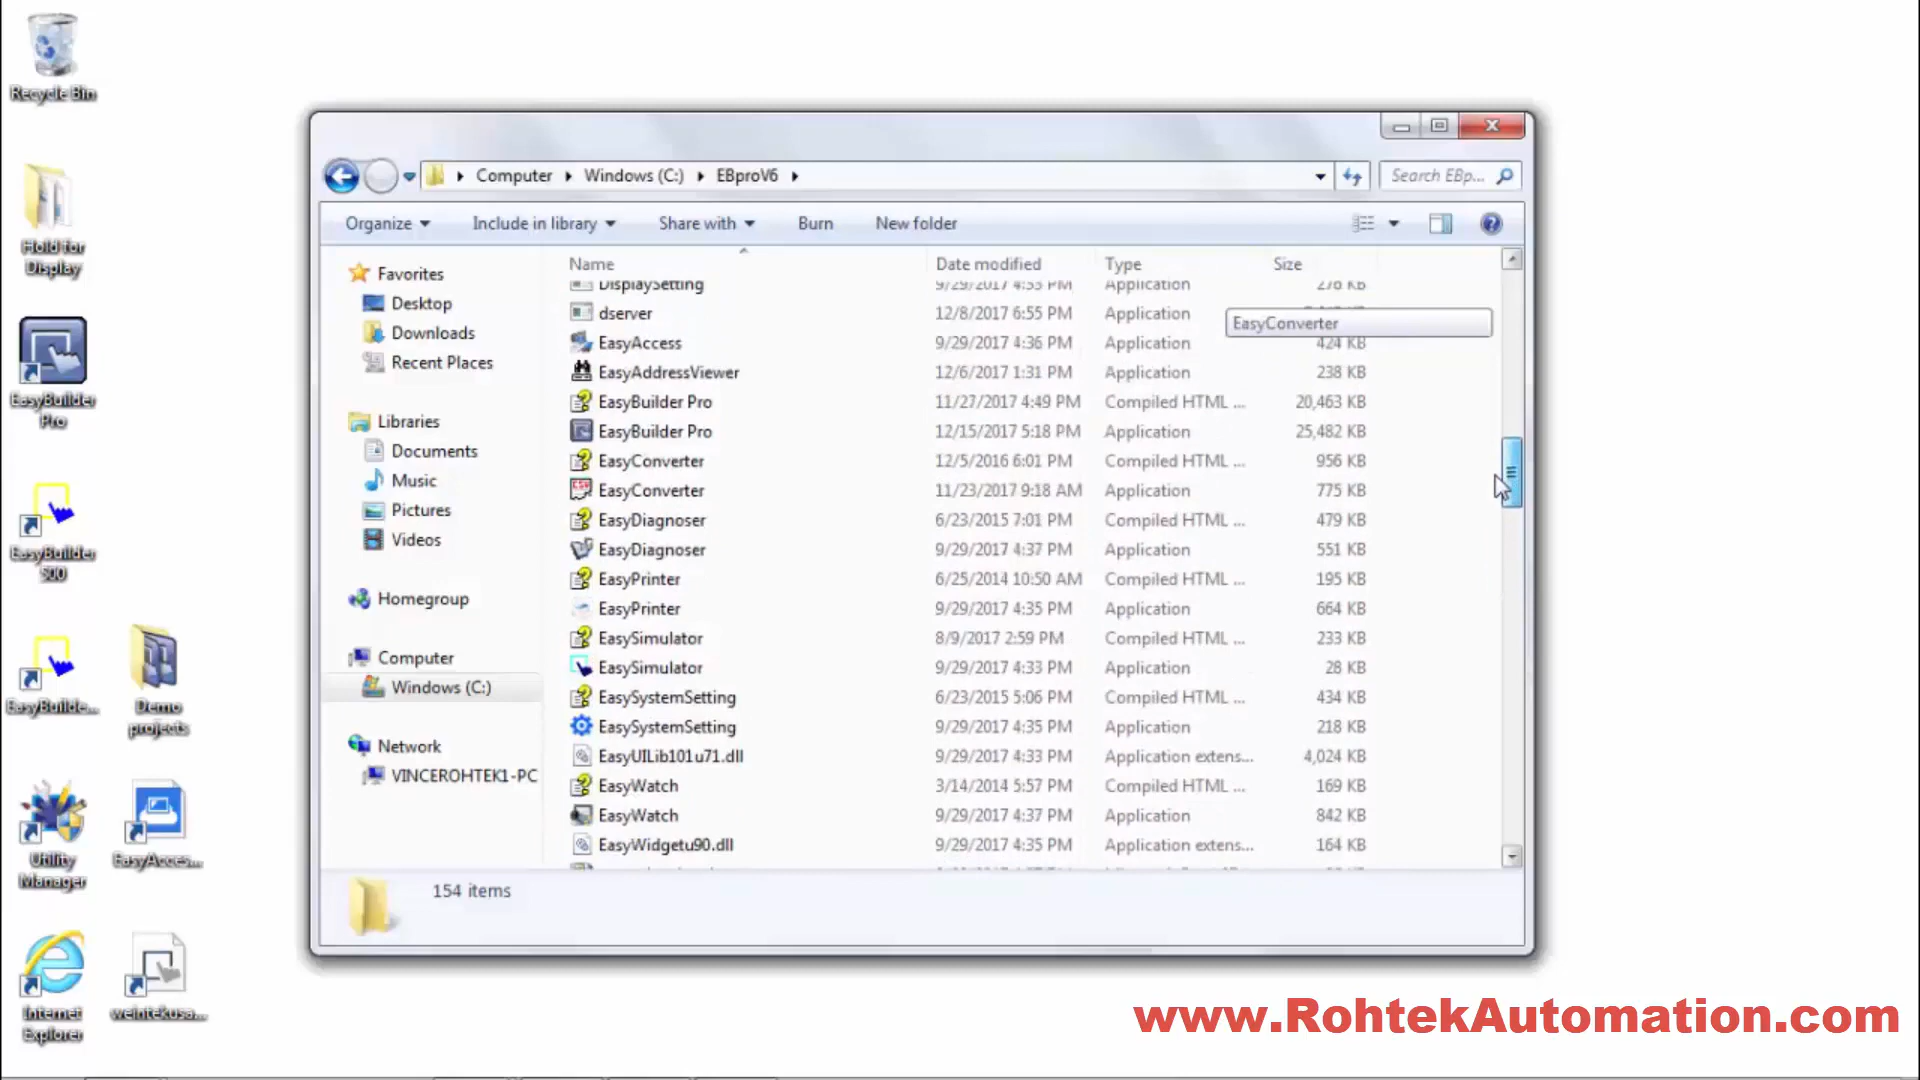 Recycle Bin
Hold for
Display
EasyBuilder
Pro
EasyBuilder
500
EasyBuilde...
Demo
projects
Utility
Manager
EasyAcces...
Internet
Explorer
weintekusa...
Computer Windows (C:) EBproV6
Search EBp...
Organize Include in library Share with Burn New folder
Favorites
Desktop
Downloads
Recent Places
Libraries
Documents
Music
Pictures
Videos
Homegroup
Computer
Windows (C:)
Network
VINCEROHTEK1-PC
Name Date modified Type Size
DisplaySetting 9/29/2017 4:35 PM Application 278 KB
dserver 12/8/2017 6:55 PM Application
EasyConverter
EasyAccess 9/29/2017 4:36 PM Application 424 KB
EasyAddressViewer 12/6/2017 1:31 PM Application 238 KB
EasyBuilder Pro 11/27/2017 4:49 PM Compiled HTML ... 20,463 KB
EasyBuilder Pro 12/15/2017 5:18 PM Application 25,482 KB
EasyConverter 12/5/2016 6:01 PM Compiled HTML ... 956 KB
EasyConverter 11/23/2017 9:18 AM Application 775 KB
EasyDiagnoser 6/23/2015 7:01 PM Compiled HTML ... 479 KB
EasyDiagnoser 9/29/2017 4:37 PM Application 551 KB
EasyPrinter 6/25/2014 10:50 AM Compiled HTML ... 195 KB
EasyPrinter 9/29/2017 4:35 PM Application 664 KB
EasySimulator 8/9/2017 2:59 PM Compiled HTML ... 233 KB
EasySimulator 9/29/2017 4:33 PM Application 28 KB
EasySystemSetting 6/23/2015 5:06 PM Compiled HTML ... 434 KB
EasySystemSetting 9/29/2017 4:35 PM Application 218 KB
EasyUILib101u71.dll 9/29/2017 4:33 PM Application extens... 4,024 KB
EasyWatch 3/14/2014 5:57 PM Compiled HTML ... 169 KB
EasyWatch 9/29/2017 4:37 PM Application 842 KB
EasyWidgetu90.dll 9/29/2017 4:35 PM Application extens... 164 KB
154 items
www.RohtekAutomation.com